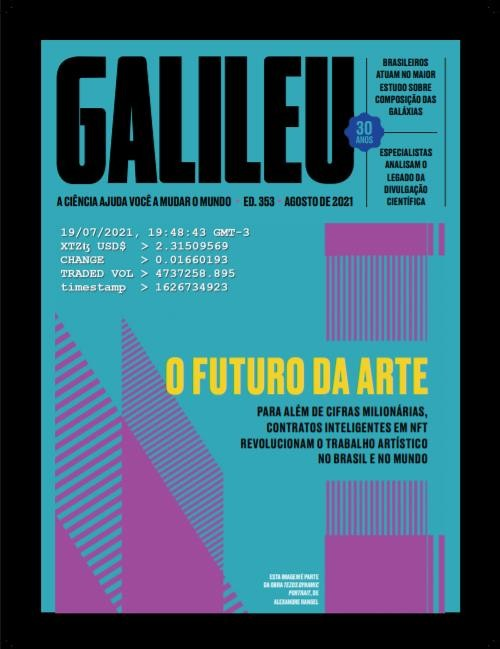 GALILEU
BRASILEIROS
ATUAM NO MAIOR
ESTUDO SOBRE
COMPOSIÇÃO DAS
GALÁXIAS
30
ANOS
ESPECIALISTAS
ANALISAM O
LEGADO DA
DIVULGAÇÃO
CIENTÍFICA
A CIÊNCIA AJUDA VOCÊ A MUDAR O MUNDO ED. 353 AGOSTO DE 2021
19/07/2021, 19:48:43 GMT-3
XTZꜩ USD$ > 2.31509569
CHANGE > 0.01660193
TRADED VOL > 4737258.895
timestamp > 1626734923
O FUTURO DA ARTE
PARA ALÉM DE CIFRAS MILIONÁRIAS,
CONTRATOS INTELIGENTES EM NFT
REVOLUCIONAM O TRABALHO ARTÍSTICO
NO BRASIL E NO MUNDO
ESTA IMAGEM É PARTE
DA OBRA TEZOS DYNAMIC
PORTRAIT, DE
ALEXANDRE RANGEL